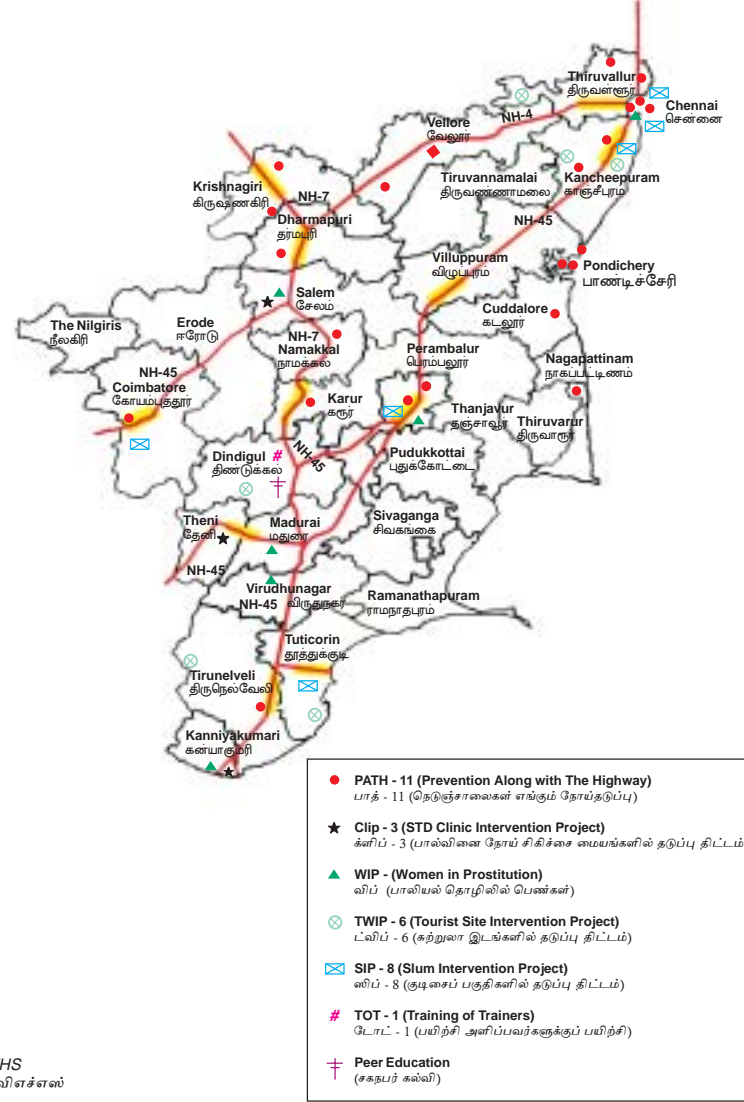 Thiruvallur
திருவள்ளூர்
Chennai
சென்னை
NH-4
Vellore
வேலூர்
Tiruvannamalai
திருவண்ணாமலை
Kancheepuram
காஞ்சீபுரம்
Krishnagiri
கிருஷ்ணகிரி
NH-7
Dharmapuri
தர்மபுரி
NH-45
Villuppuram
விழுப்புரம்
Pondichery
பாண்டிச்சேரி
Salem
சேலம்
Cuddalore
கடலூர்
The Nilgiris
நீலகிரி
Erode
ஈரோடு
NH-7
Namakkal
நாமக்கல்
Perambalur
பெரம்பலூர்
Nagapattinam
நாகப்பட்டிணம்
NH-45
Coimbatore
கோயம்புத்தூர்
Karur
கரூர்
Thanjavur
தஞ்சாவூர்
Thiruvarur
திருவாரூர்
Dindigul
திண்டுக்கல்
NH-45
Pudukkottai
புதுக்கோட்டை
Theni
தேனி
Madurai
மதுரை
Sivaganga
சிவகங்கை
NH-45
Virudhunagar
விருதுநகர்
NH-45
Ramanathapuram
ராமநாதபுரம்
Tuticorin
தூத்துக்குடி
Tirunelveli
திருநெல்வேலி
Kanniyakumari
கன்யாகுமரி
PATH - 11 (Prevention Along with The Highway)
பாத் - 11 (நெடுஞ்சாலைகள் எங்கும் நோய்தடுப்பு)
Clip - 3 (STD Clinic Intervention Project)
க்ளிப் - 3 (பால்வினை நோய் சிகிச்சை மையங்களில் தடுப்பு திட்டம்
WIP - (Women in Prostitution)
விப் (பாலியல் தொழிலில் பெண்கள்)
TWIP - 6 (Tourist Site Intervention Project)
ட்விப் - 6 (சுற்றுலா இடங்களில் தடுப்பு திட்டம்)
SIP - 8 (Slum Intervention Project)
ஸிப் - 8 (குடிசைப் பகுதிகளில் தடுப்பு திட்டம்)
# TOT - 1 (Training of Trainers)
டோட் - 1 (பயிற்சி அளிப்பவர்களுக்குப் பயிற்சி)
Peer Education
(சகநபர் கல்வி)
HS
விஎச்எஸ்